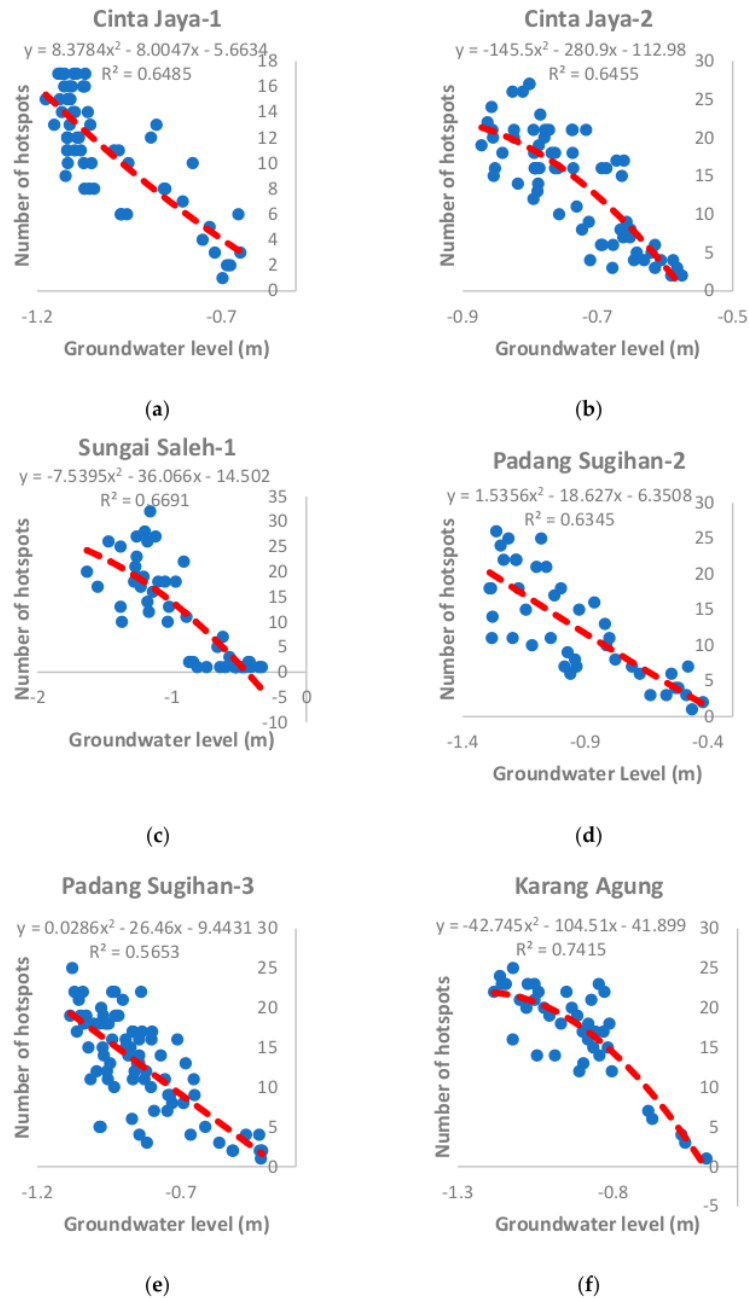 Cinta Jaya-1
y = 8.3784x² - 8.0047x - 5.6634
R² = 0.6485
Number of hotspots
18
16
14
12
10
8
6
4
2
0
-1.2
-0.7
Groundwater level (m)
(a)
Cinta Jaya-2
y = -145.5x² - 280.9x - 112.98
R² = 0.6455
Number of hotspots
30
25
20
15
10
5
0
-0.9
-0.7
-0.5
Groundwater level (m)
(b)
Sungai Saleh-1
y = -7.5395x² - 36.066x - 14.502
R² = 0.6691
Number of hotspots
35
30
25
20
15
10
5
0
-5
-10
-2
-1
0
Groundwater level (m)
(c)
Padang Sugihan-2
y = 1.5356x² - 18.627x - 6.3508
R² = 0.6345
Number of hotspots
30
25
20
15
10
5
0
-1.4
-0.9
-0.4
Groundwater Level (m)
(d)
Padang Sugihan-3
y = 0.0286x² - 26.46x - 9.4431
R² = 0.5653
Number of hotspots
30
25
20
15
10
5
0
-1.2
-0.7
Groundwater level (m)
(e)
Karang Agung
y = -42.745x² - 104.51x - 41.899
R² = 0.7415
Number of hotspots
30
25
20
15
10
5
0
-5
-1.3
-0.8
Groundwater level (m)
(f)